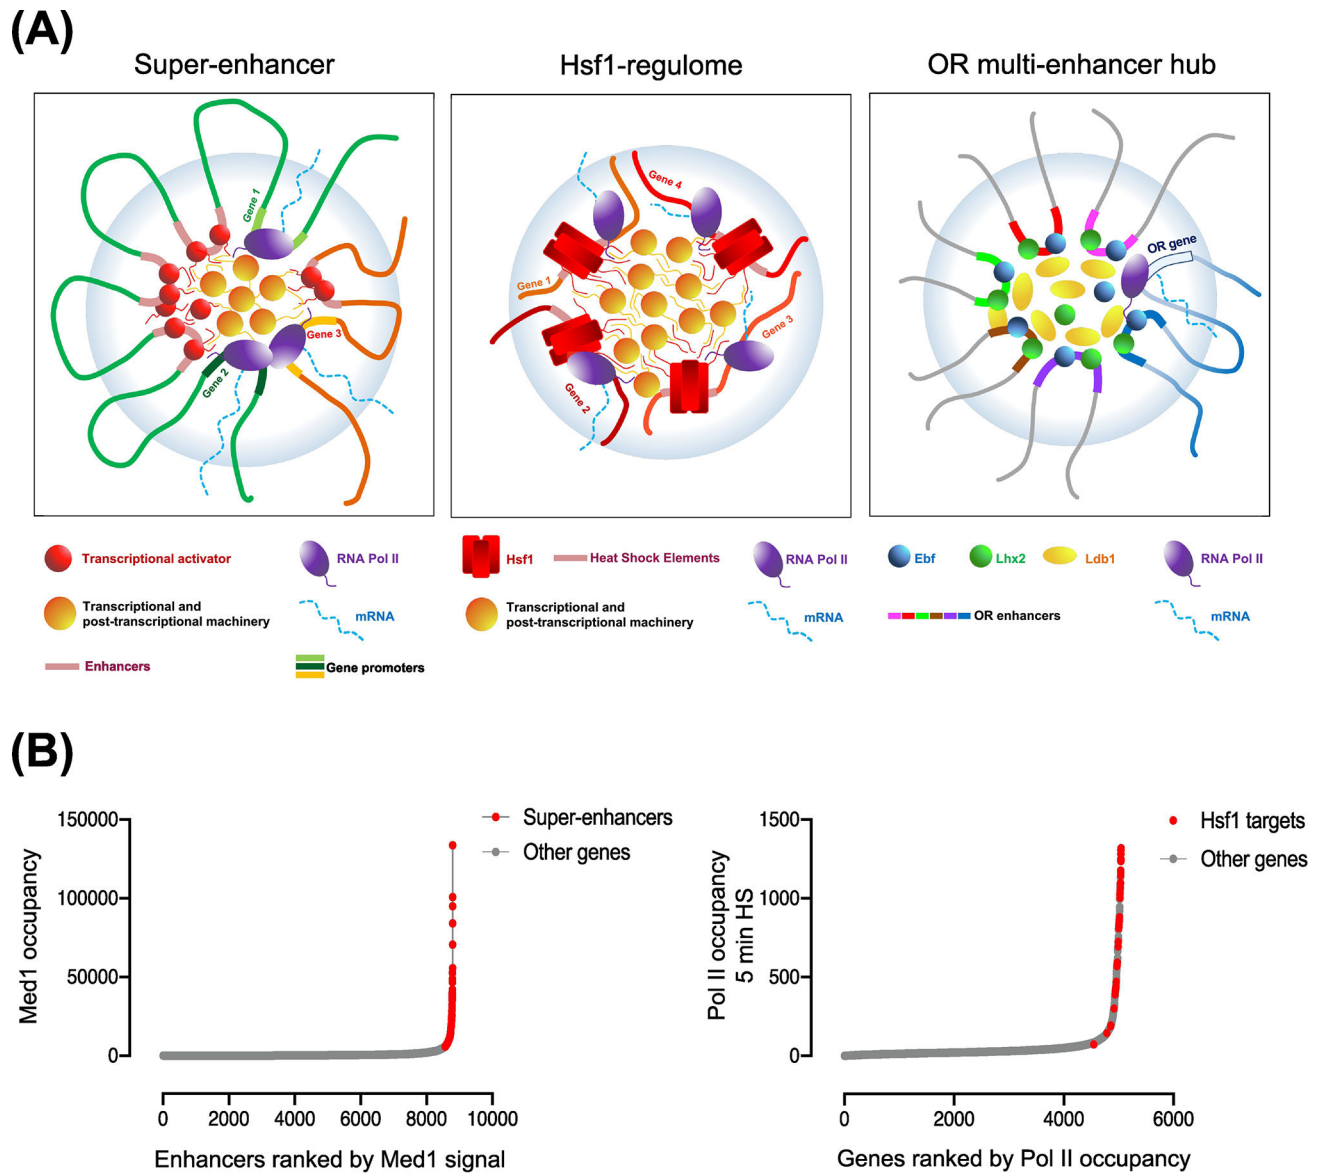 (A)
Super-enhancer
Hsf1-regulome
OR multi-enhancer hub
Gene 1
Gene 2
Gene 3
Gene 4
Gene 1
Gene 2
Gene 3
OR gene
Transcriptional activator
RNA Pol II
Transcriptional and
post-transcriptional machinery
mRNA
Enhancers
Gene promoters
Hsf1
Heat Shock Elements
RNA Pol II
Transcriptional and
post-transcriptional machinery
mRNA
Ebf
Lhx2
Ldb1
RNA Pol II
OR enhancers
mRNA
(B)
Med1 occupancy
150000
100000
50000
0
0 2000 4000 6000 8000 10000
Enhancers ranked by Med1 signal
Super-enhancers
Other genes
Pol II occupancy
5 min HS
1500
1000
500
0
0 2000 4000 6000
Genes ranked by Pol II occupancy
Hsf1 targets
Other genes